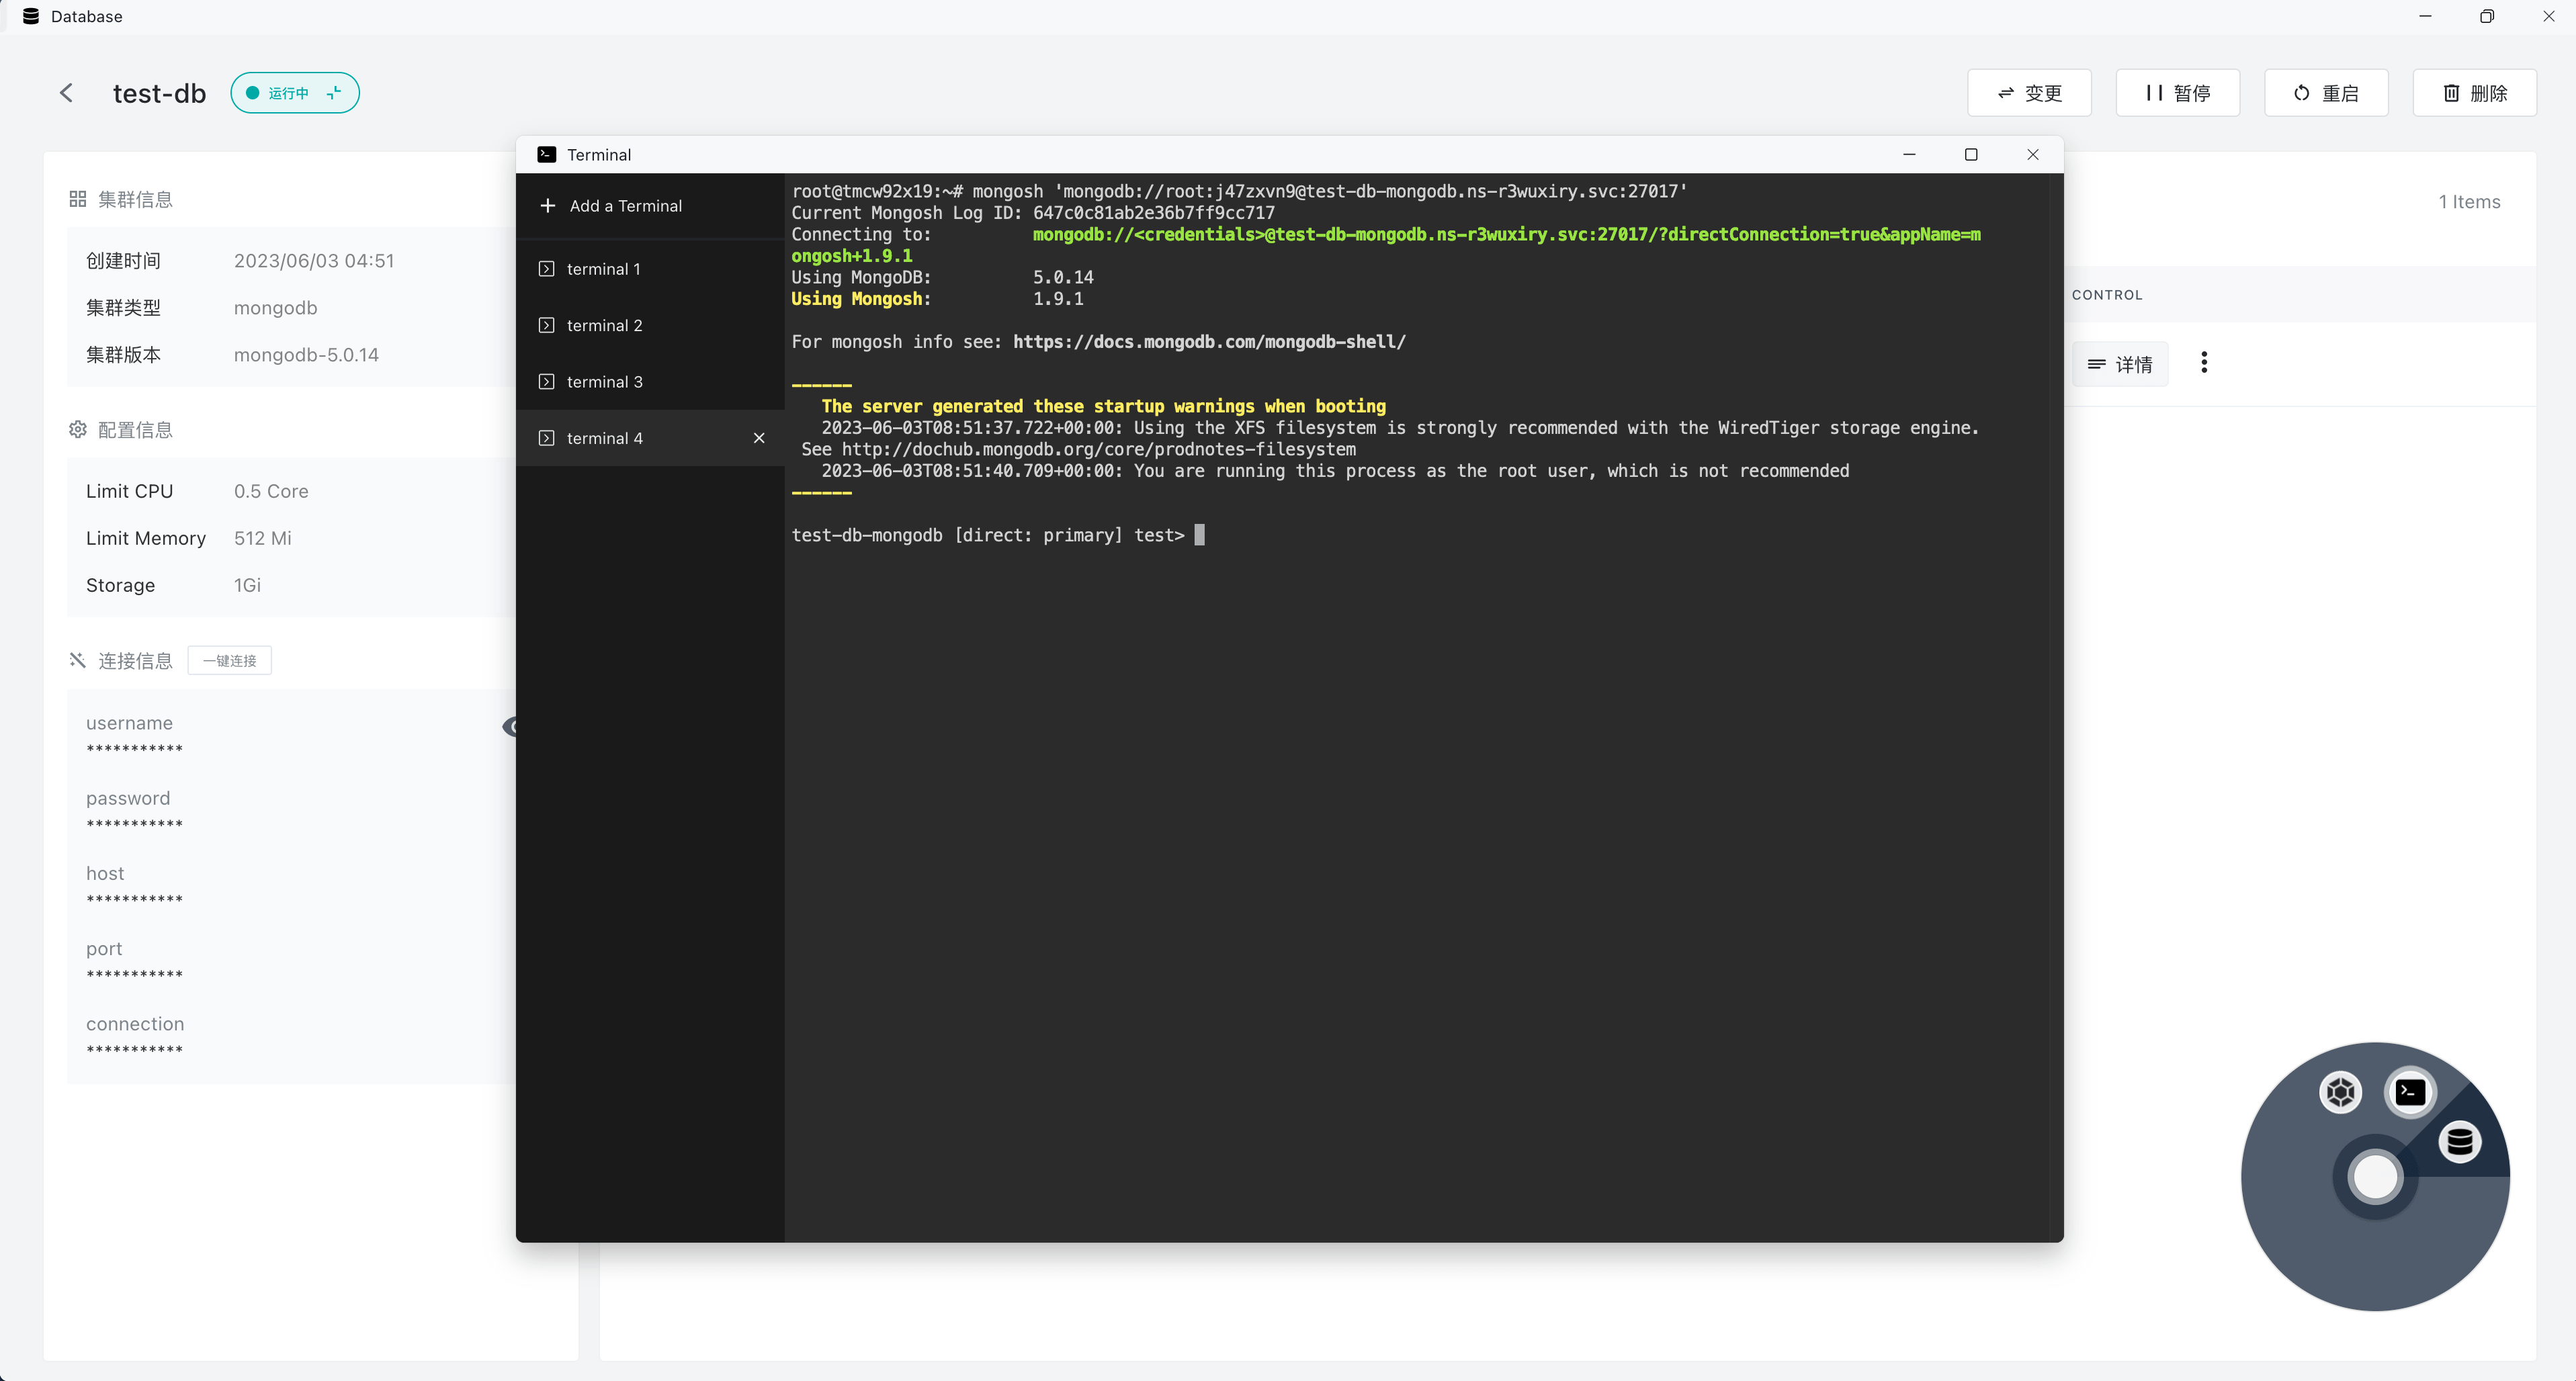 Database
test-db
运行中
变更
暂停
重启
删除
集群信息
创建时间 2023/06/03 04:51
集群类型 mongodb
集群版本 mongodb-5.0.14
配置信息
Limit CPU 0.5 Core
Limit Memory 512 Mi
Storage 1Gi
连接信息 一键连接
username
***********
password
***********
host
***********
port
***********
connection
***********
Terminal
Add a Terminal
terminal 1
terminal 2
terminal 3
terminal 4
root@tmcw92x19:~# mongosh 'mongodb://root:j47zxvn9@test-db-mongodb.ns-r3wuxiry.svc:27017'
Current Mongosh Log ID: 647c0c81ab2e36b7ff9cc717
Connecting to: mongodb://<credentials>@test-db-mongodb.ns-r3wuxiry.svc:27017/?directConnection=true&appName=m
ongosh+1.9.1
Using MongoDB: 5.0.14
Using Mongosh: 1.9.1
For mongosh info see: https://docs.mongodb.com/mongodb-shell/
------
The server generated these startup warnings when booting
2023-06-03T08:51:37.722+00:00: Using the XFS filesystem is strongly recommended with the WiredTiger storage engine.
See http://dochub.mongodb.org/core/prodnotes-filesystem
2023-06-03T08:51:40.709+00:00: You are running this process as the root user, which is not recommended
------
test-db-mongodb [direct: primary] test>
1 Items
CONTROL
详情